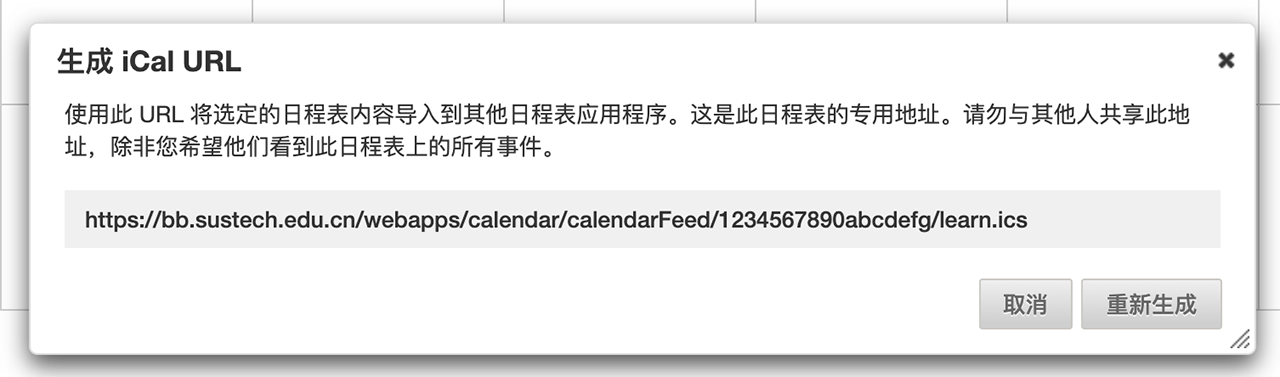 生成 iCal URL
使用此 URL 将选定的日程表内容导入到其他日程表应用程序。这是此日程表的专用地址。请勿与其他人共享此地
址，除非您希望他们看到此日程表上的所有事件。
https://bb.sustech.edu.cn/webapps/calendar/calendarFeed/1234567890abcdefg/learn.ics
取消 重新生成